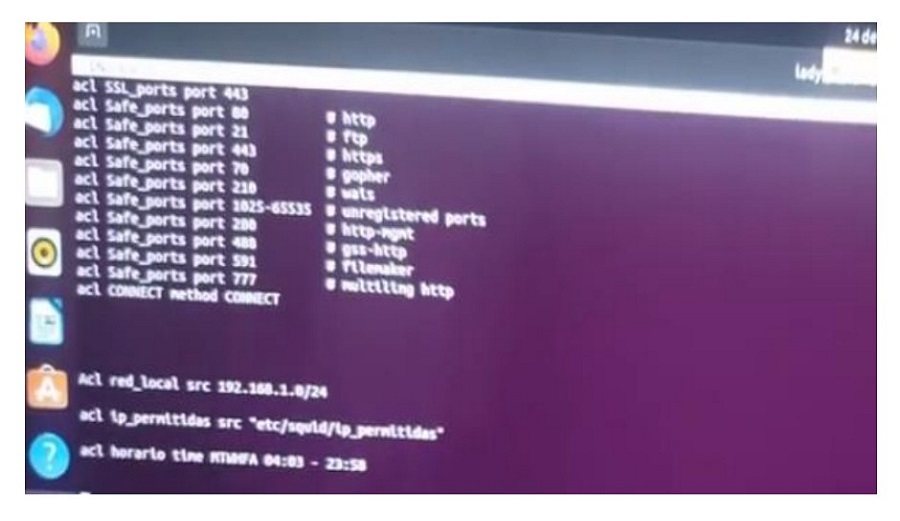 24 de
lady
acl SSL_ports port 443
acl Safe_ports port 80 # http
acl Safe_ports port 21 # ftp
acl Safe_ports port 443 # https
acl Safe_ports port 70 # gopher
acl Safe_ports port 210 # wais
acl Safe_ports port 1025-65535 # unregistered ports
acl Safe_ports port 280 # http-mgmt
acl Safe_ports port 488 # gss-http
acl Safe_ports port 591 # filemaker
acl Safe_ports port 777 # multiling http
acl CONNECT method CONNECT
Acl red_local src 192.168.1.0/24
acl ip_permitidas src "etc/squid/ip_permitidas"
acl horario time MTWHFA 04:03 - 23:58